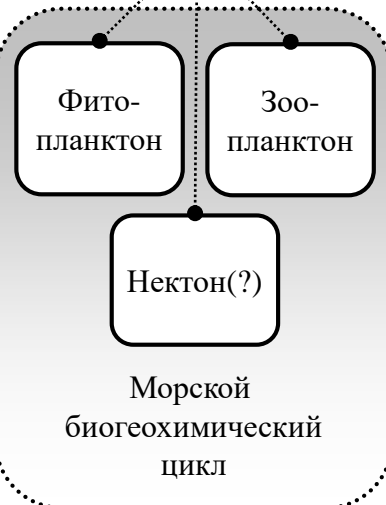 Фито-
планктон
Зоо-
планктон
Нектон(?)
Морской
биогеохимический
цикл